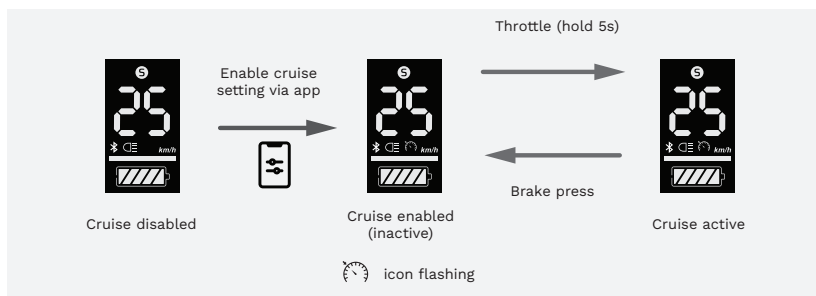 Throttle (hold 5s)
Enable cruise
setting via app
S
25
km/h
S
25
km/h
S
25
km/h
Brake press
Cruise disabled
Cruise enabled
(inactive)
Cruise active
icon flashing